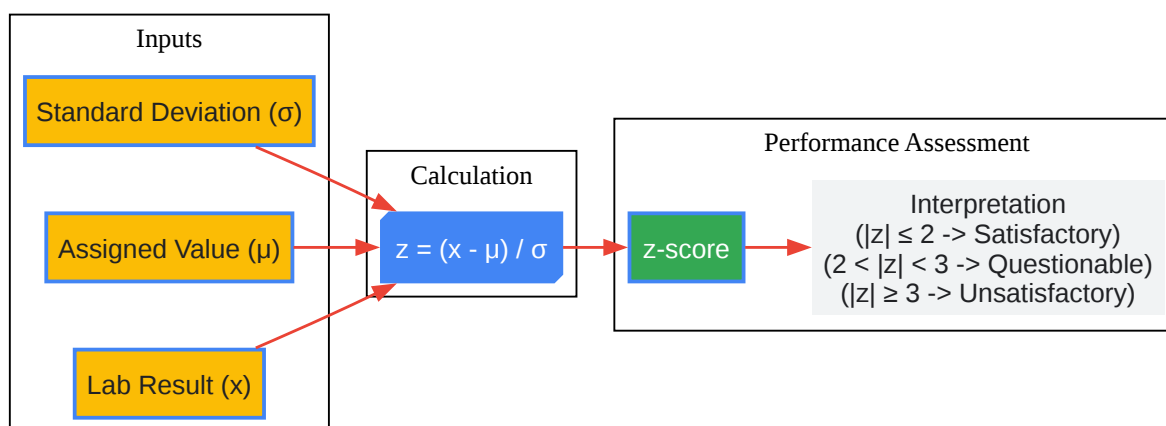 Inputs
Standard Deviation (σ)
Assigned Value (μ)
Lab Result (x)
Calculation
z = (x - μ) / σ
Performance Assessment
z-score
Interpretation
(|z| ≤ 2 -> Satisfactory)
(2 < |z| < 3 -> Questionable)
(|z| ≥ 3 -> Unsatisfactory)